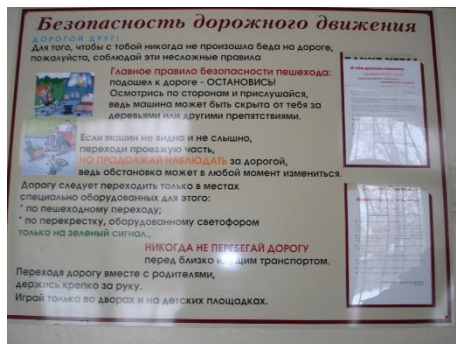 Безопасность дорожного движения
ДОРОГОЙ ДРУГ!
Для того, чтобы с тобой никогда не произошла беда на дороге,
пожалуйста, соблюдай эти несложные правила
Главное правило безопасности пешехода:
подошел к дороге - ОСТАНОВИСЬ!
Осмотрись по сторонам и прислушайся,
ведь машина может быть скрыта от тебя за
деревьями или другими препятствиями.
Если машин не видно и не слышно,
переходи проезжую часть,
НО ПРОДОЛЖАЙ НАБЛЮДАТЬ за дорогой,
ведь обстановка может в любой момент измениться.
Дорогу следует переходить только в местах
специально оборудованных для этого:
* по пешеходному переходу;
* по перекрестку, оборудованному светофором
только на зеленый сигнал.,
НИКОГДА НЕ ПЕРЕБЕГАЙ ДОРОГУ
перед близко идущим транспортом.
Переходя дорогу вместе с родителями,
держись крепко за руку.
Играй только во дворах и на детских площадках.